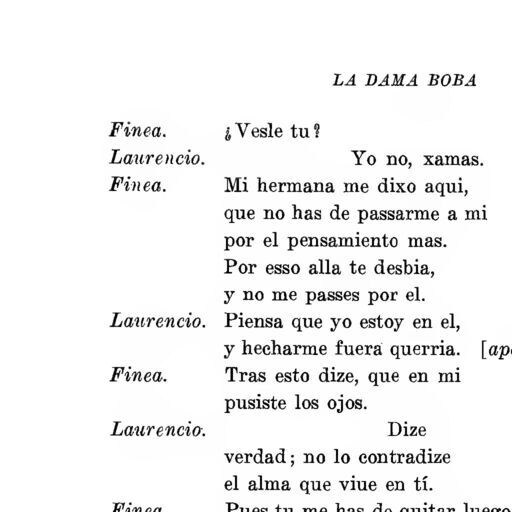 LA DAMA BOBA
Finea. ¿Vesle tu?
Laurencio. Yo no, xamas.
Finea. Mi hermana me dixo aqui,
que no has de passarme a mi
por el pensamiento mas.
Por esso alla te desbia,
y no me passes por el.
Laurencio. Piensa que yo estoy en el,
y hecharme fuera querria.
Finea. Tras esto dize, que en mi
pusiste los ojos.
Laurencio. Dize
verdad; no lo contradize
el alma que viue en tí.
Finea. Pues tu me has de quitar luego